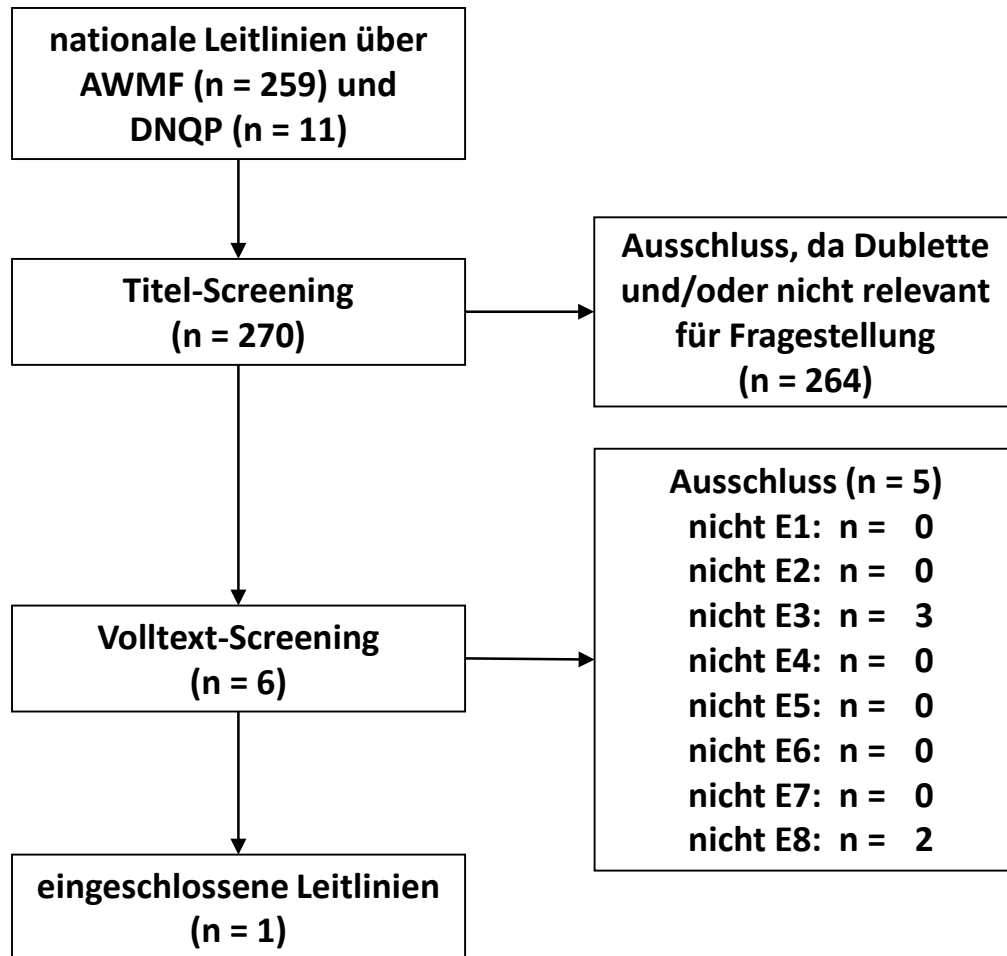 nationale Leitlinien über
AWMF (n = 259) und
DNQP (n = 11)
Titel-Screening
(n = 270)
Ausschluss, da Dublette
und/oder nicht relevant
für Fragestellung
(n = 264)
Volltext-Screening
(n = 6)
Ausschluss (n = 5)
nicht E1: n = 0
nicht E2: n = 0
nicht E3: n = 3
nicht E4: n = 0
nicht E5: n = 0
nicht E6: n = 0
nicht E7: n = 0
nicht E8: n = 2
eingeschlossene Leitlinien
(n = 1)